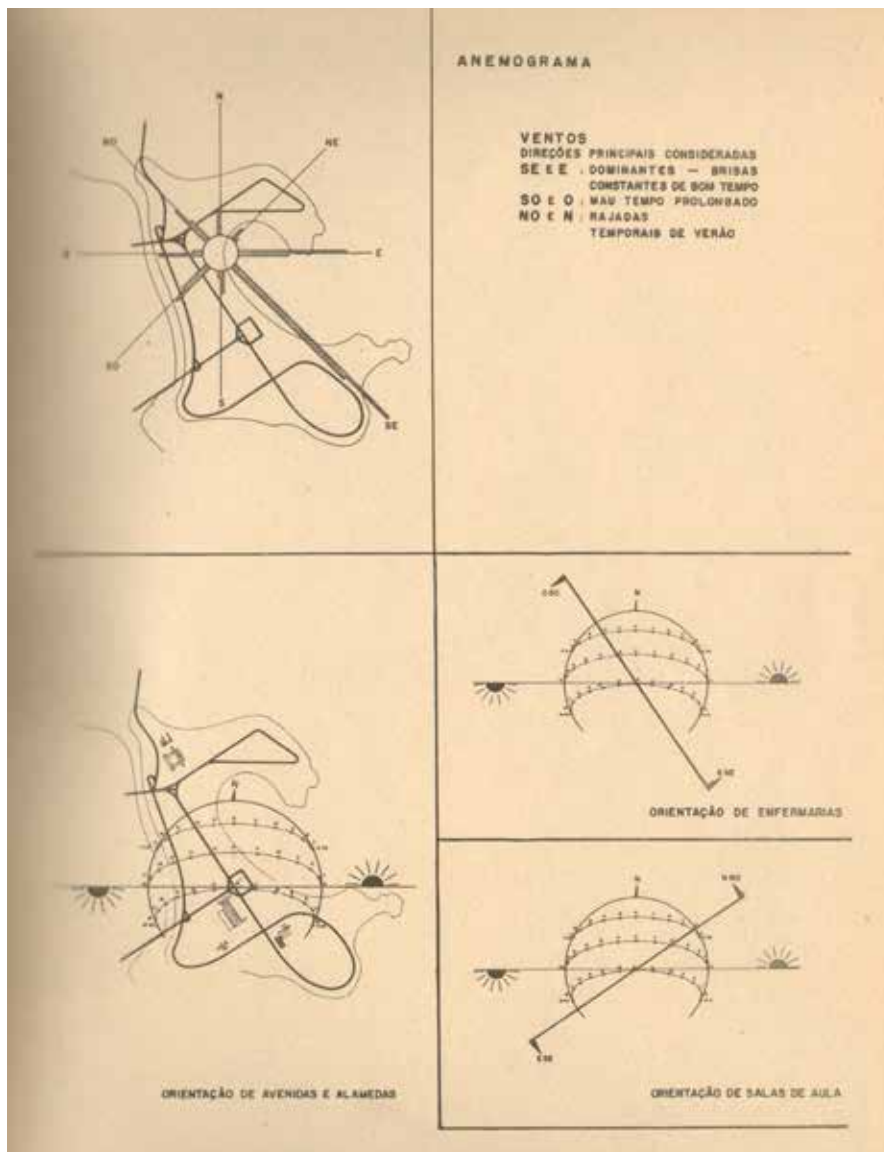 ANEMOGRAMA
VENTOS
DIREÇÕES PRINCIPAIS CONSIDERADAS
SE E E : DOMINANTES — BRISAS
CONSTANTES DE BOM TEMPO
SO E O : MAU TEMPO PROLONGADO
NO E N : RAJADAS
TEMPORAIS DE VERÃO
N
NO
NE
E
SO
S
SE
N
ORIENTAÇÃO DE ENFERMARIAS
N
ORIENTAÇÃO DE AVENIDAS E ALAMEDAS
N
ORIENTAÇÃO DE SALAS DE AULA